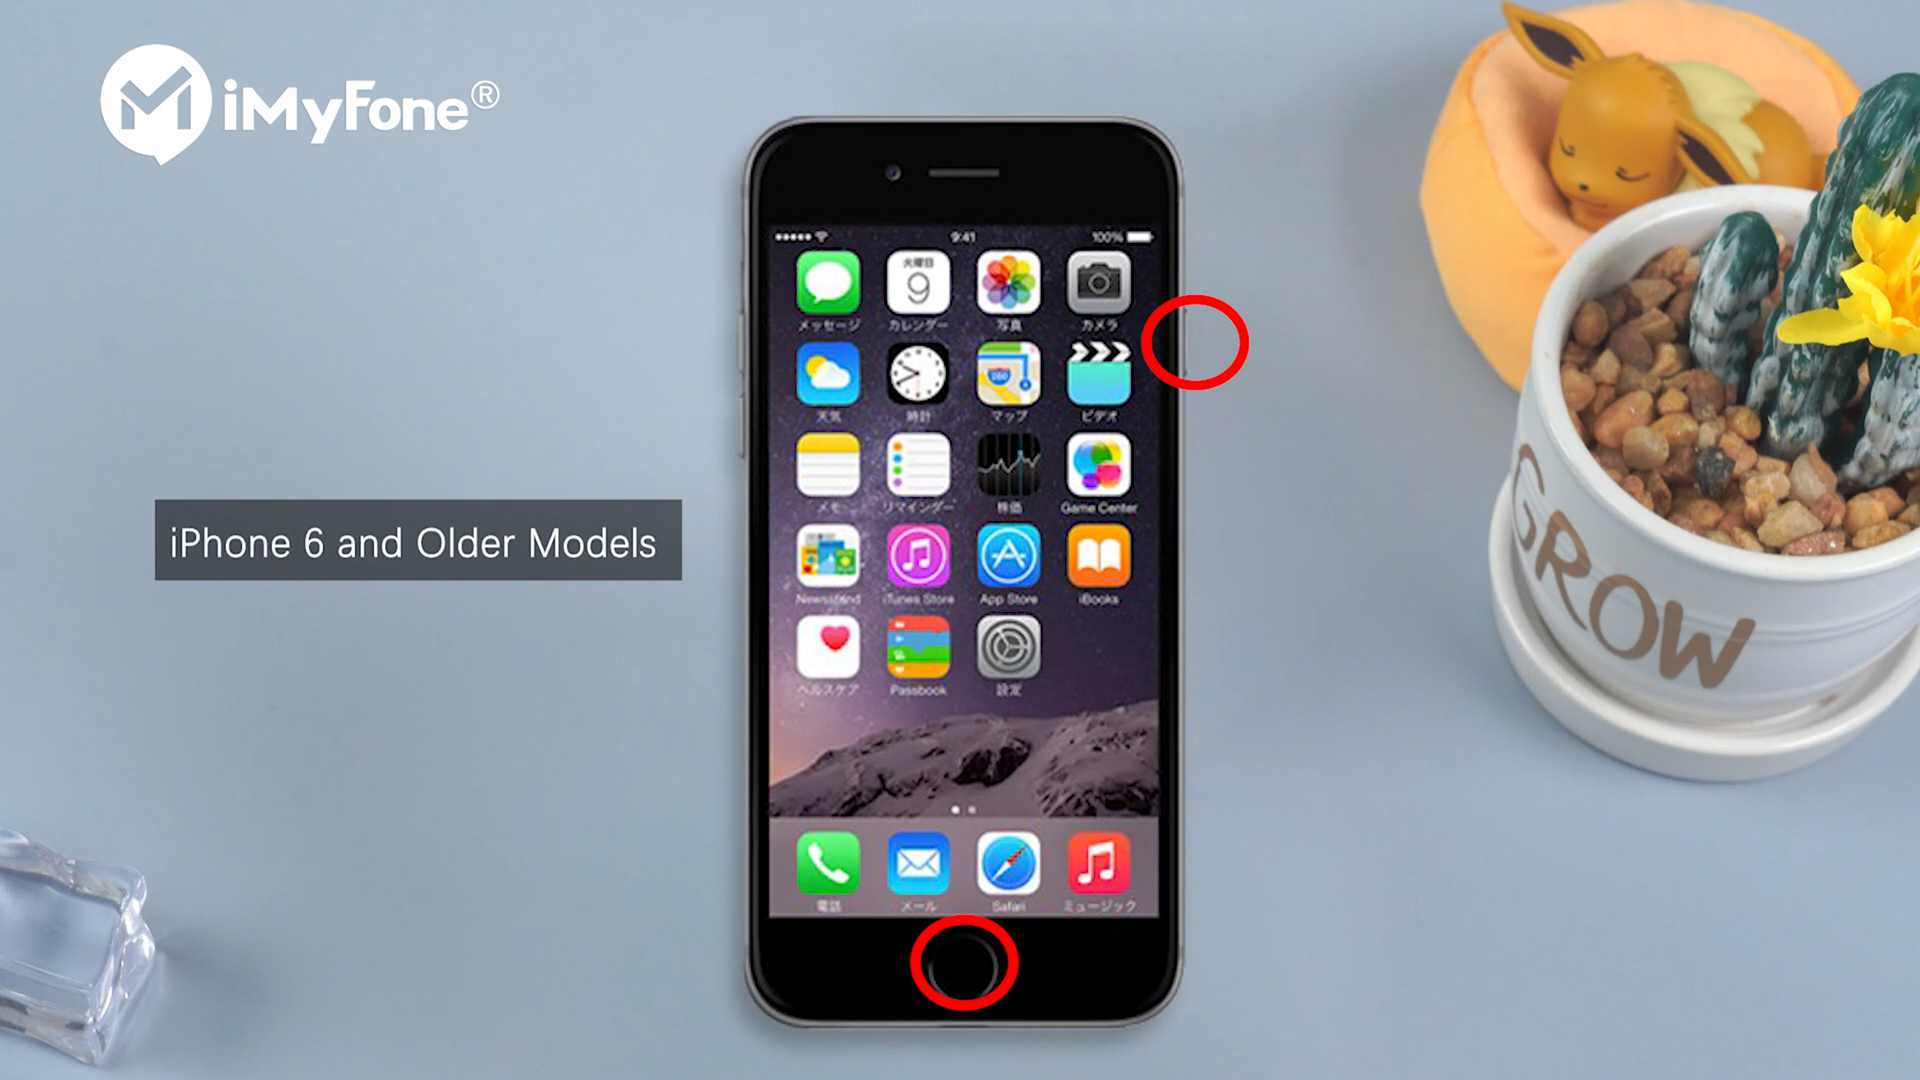 iMyFone®
9:41
100%
火曜日
9
メッセージ
カレンダー
写真
カメラ
天気
時計
マップ
ビデオ
メモ
リマインダー
株価
Game Center
Newsstand
iTunes Store
App Store
iBooks
ヘルスケア
Passbook
設定
電話
メール
Safari
ミュージック
iPhone 6 and Older Models
GROW